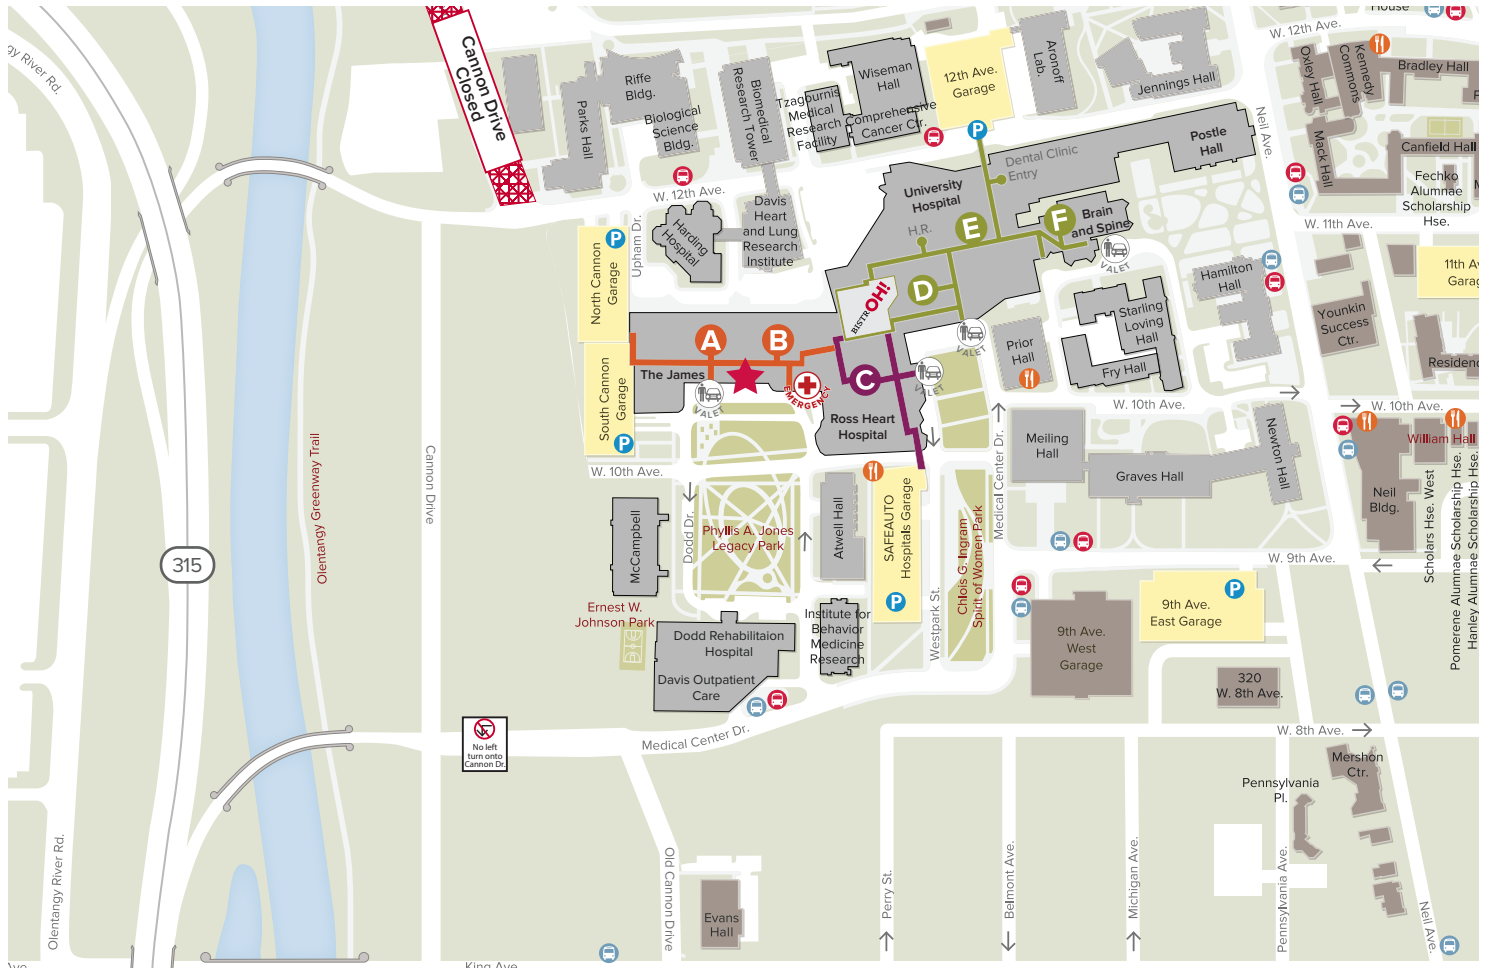 House
W. 12th Ave.
gy River Rd.
Cannon Drive
Closed
Riffe
Bldg.
Parks Hall
Biological
Science
Bldg.
Biomedical
Research Tower
Tzagournis
Medical
Research
Facility
Wiseman
Hall
Comprehensive
Cancer Ctr.
12th Ave.
Garage
Aronoff
Lab.
Jennings Hall
Oxley Hall
Kennedy
Commons
Bradley Hall
Mack Hall
Canfield Hall
Fechko
Alumnae
Scholarship
Hse.
Neil Ave.
Postle
Hall
P
Dental Clinic
Entry
University
Hospital
H.R.
E
F
Brain
and Spine
VALET
W. 12th Ave.
W. 11th Ave.
Upham Dr.
Harding
Hospital
Davis
Heart
and Lung
Research
Institute
P
North Cannon
Garage
Hamilton
Hall
11th Av
Garag
Younkin
Success
Ctr.
Residenc
D
BISTROH!
VALET
Starling
Loving
Hall
Fry Hall
Prior
Hall
A
B
The James
VALET
EMERGENCY
C
VALET
Ross Heart
Hospital
South Cannon
Garage
P
W. 10th Ave.
W. 10th Ave.
W. 10th Ave.
William Hall
Meiling
Hall
Graves Hall
Newton Hall
Neil
Bldg.
Scholars Hse. West
Pomerene Alumnae Scholarship Hse.
Hanley Alumnae Scholarship Hse.
Olentangy Greenway Trail
Cannon Drive
315
McCampbell
Dodd Dr.
Phyllis A. Jones
Legacy Park
Atwell Hall
SAFEAUTO
Hospitals Garage
P
Medical Center Dr.
Chlois G. Ingram
Spirit of Women Park
Westpark St.
W. 9th Ave.
Ernest W.
Johnson Park
Dodd Rehabilitaion
Hospital
Davis Outpatient
Care
Institute for
Behavior
Medicine
Research
9th Ave.
West
Garage
9th Ave.
East Garage
P
320
W. 8th Ave.
No left
turn onto
Cannon Dr.
Medical Center Dr.
W. 8th Ave.
Mershon
Ctr.
Pennsylvania
Pl.
Olentangy River Rd.
Old Cannon Drive
Evans
Hall
Perry St.
Belmont Ave.
Michigan Ave.
Pennsylvania Ave.
Neil Ave.
Ave
King Ave